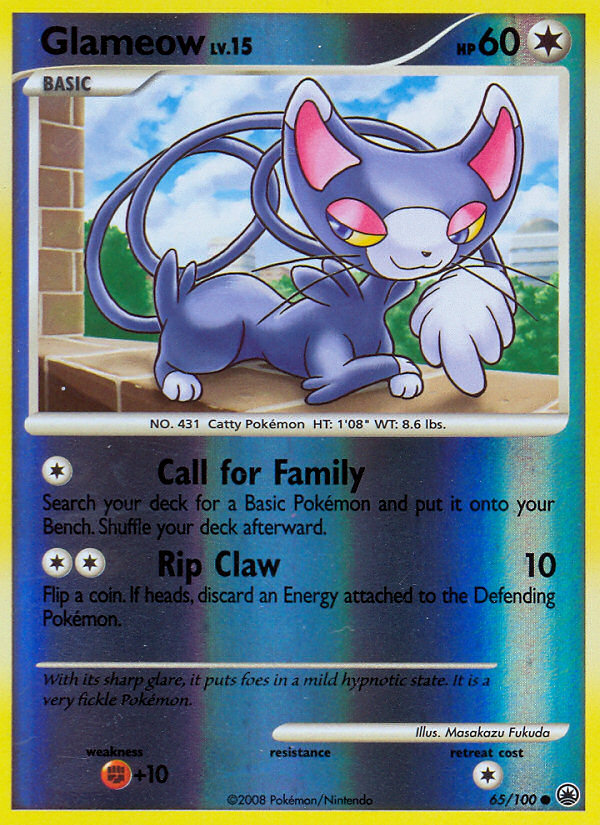 Glameow LV.15
HP 60
BASIC
NO. 431 Catty Pokémon HT: 1'08" WT: 8.6 lbs.
Call for Family
Search your deck for a Basic Pokémon and put it onto your
Bench. Shuffle your deck afterward.
Rip Claw 10
Flip a coin. If heads, discard an Energy attached to the Defending
Pokémon.
With its sharp glare, it puts foes in a mild hypnotic state. It is a
very fickle Pokémon.
Illus. Masakazu Fukuda
weakness resistance retreat cost
+10
©2008 Pokémon/Nintendo 65/100